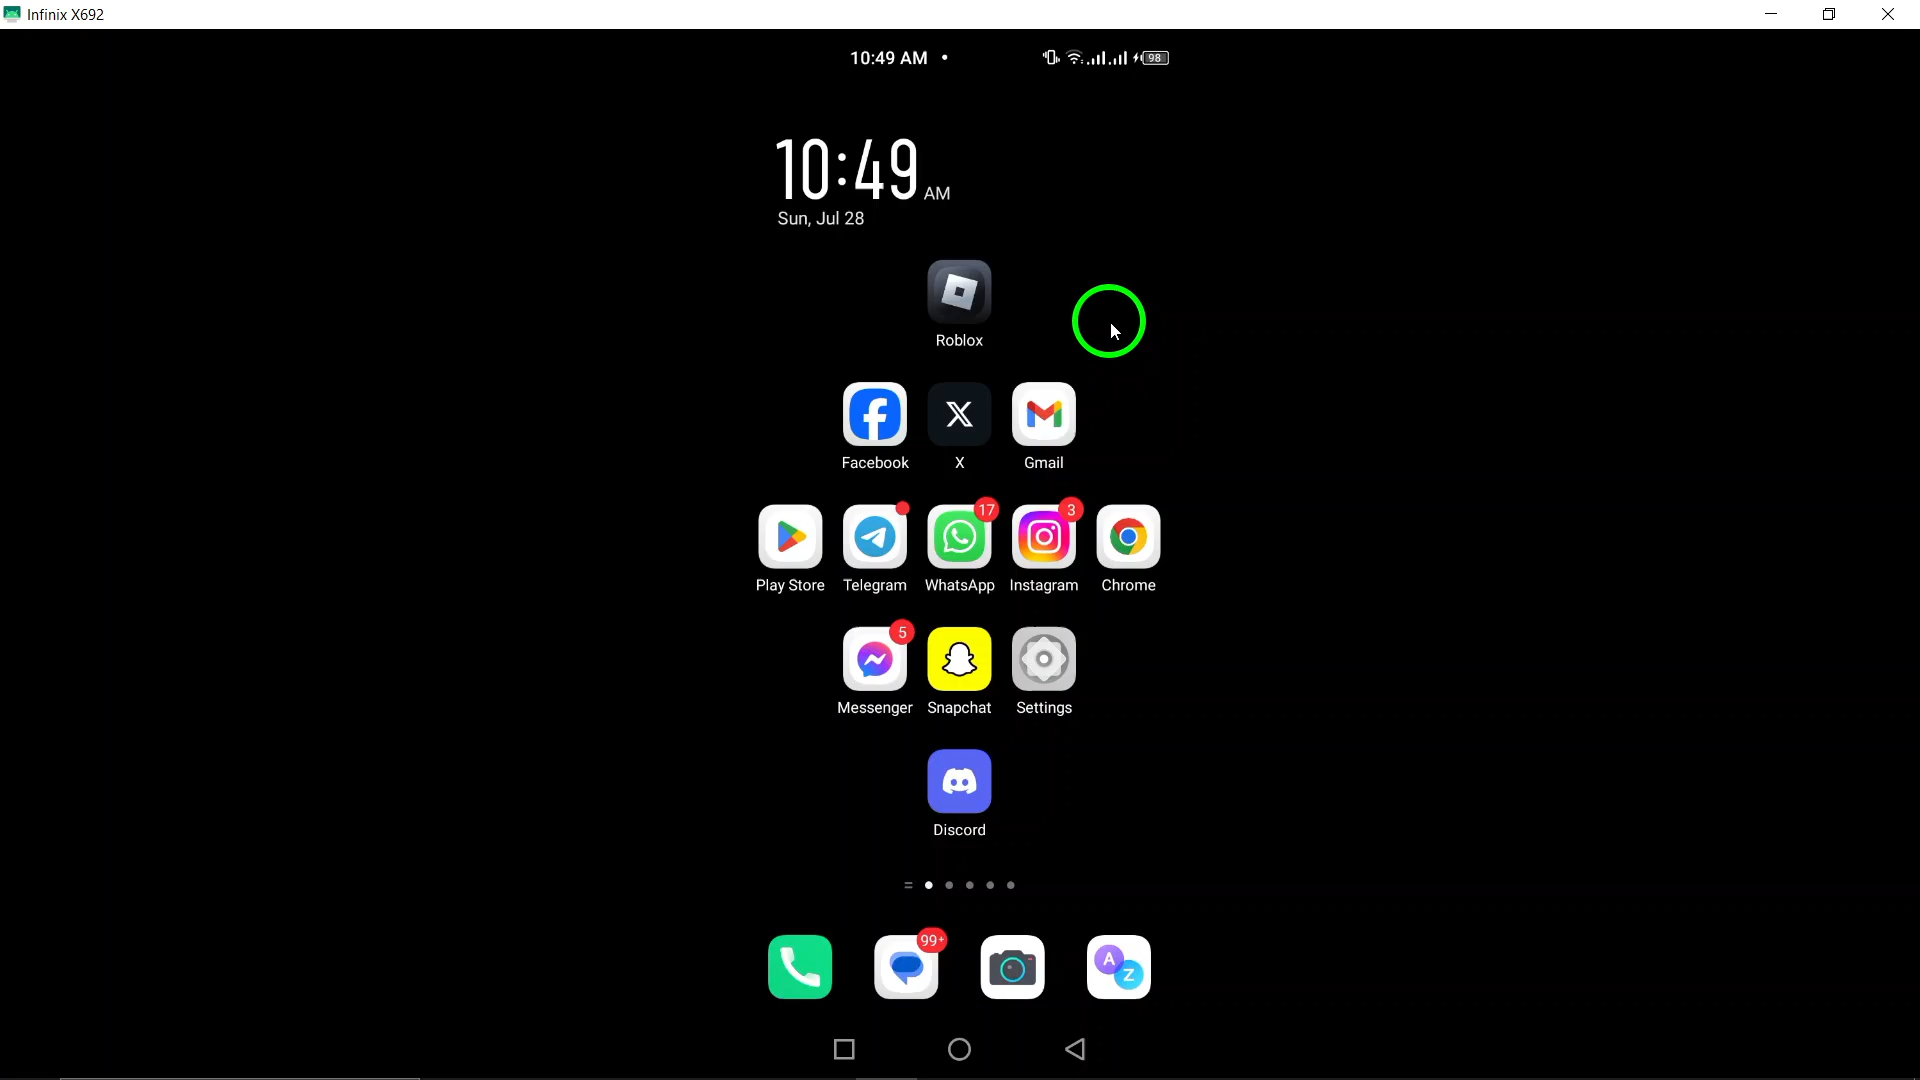 Infinix X692
10:49 AM
98
10:49 AM
Sun, Jul 28
Roblox
Facebook
X
Gmail
17
3
Play Store
Telegram
WhatsApp
Instagram
Chrome
5
Messenger
Snapchat
Settings
Discord
99+
A
Z